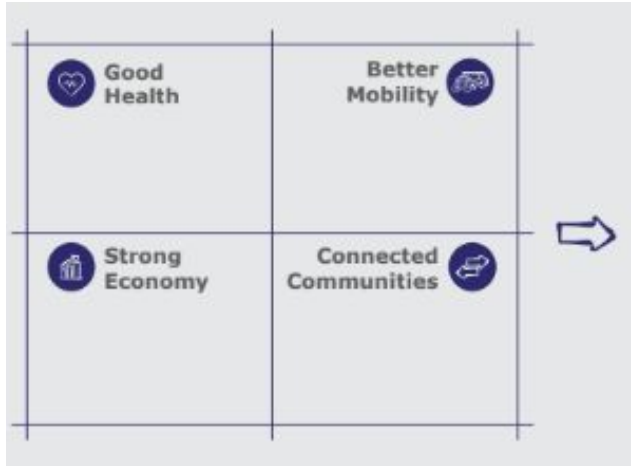 Good
Health
Better
Mobility
Strong
Economy
Connected
Communities